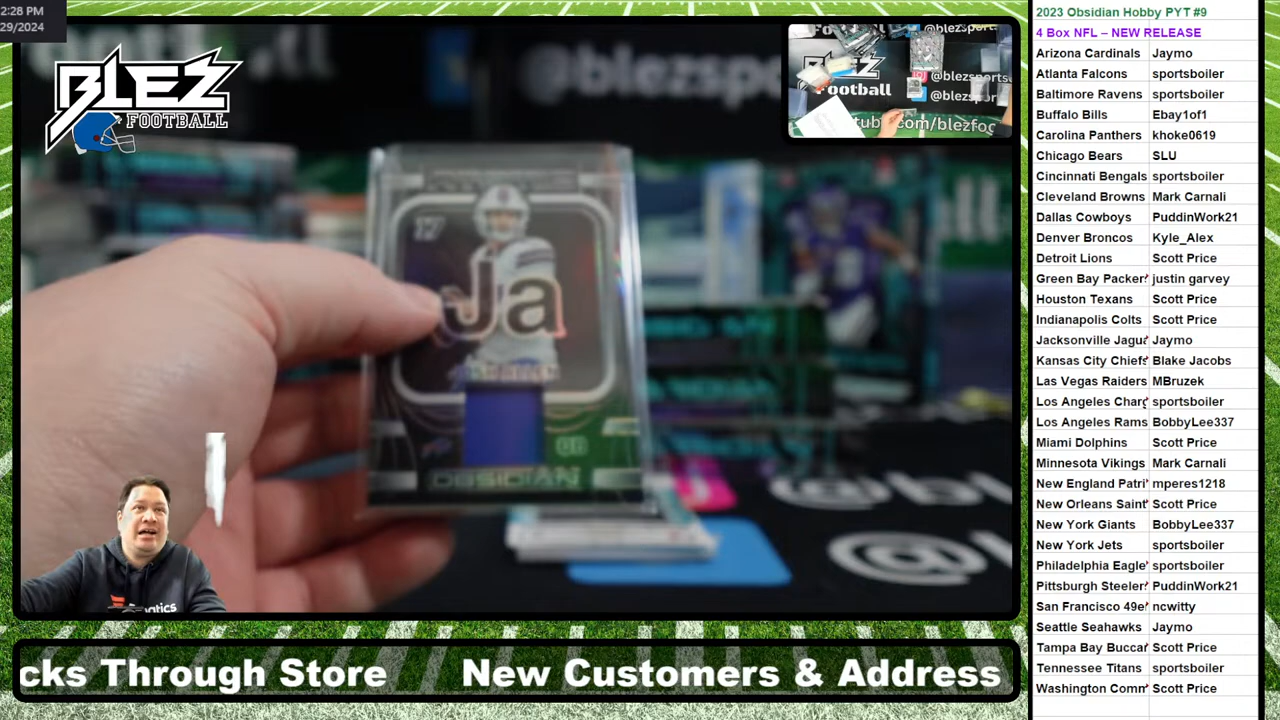 2:28 PM
29/2024
BLEZ
FOOTBALL
@blezspo
@blezsports
@blezsport
Football
com/blezfoo
17
Ja
OBSIDIAN
@bl
@bl
cks Through Store New Customers & Address
2023 Obsidian Hobby PYT #9
4 Box NFL – NEW RELEASE
Arizona Cardinals Jaymo
Atlanta Falcons sportsboiler
Baltimore Ravens sportsboiler
Buffalo Bills Ebay1of1
Carolina Panthers khoke0619
Chicago Bears SLU
Cincinnati Bengals sportsboiler
Cleveland Browns Mark Carnali
Dallas Cowboys PuddinWork21
Denver Broncos Kyle_Alex
Detroit Lions Scott Price
Green Bay Packer justin garvey
Houston Texans Scott Price
Indianapolis Colts Scott Price
Jacksonville Jagua Jaymo
Kansas City Chiefs Blake Jacobs
Las Vegas Raiders MBruzek
Los Angeles Charg sportsboiler
Los Angeles Rams BobbyLee337
Miami Dolphins Scott Price
Minnesota Vikings Mark Carnali
New England Patri mperes1218
New Orleans Saint Scott Price
New York Giants BobbyLee337
New York Jets sportsboiler
Philadelphia Eagle sportsboiler
Pittsburgh Steeler PuddinWork21
San Francisco 49e ncwitty
Seattle Seahawks Jaymo
Tampa Bay Buccar Scott Price
Tennessee Titans sportsboiler
Washington Comm Scott Price